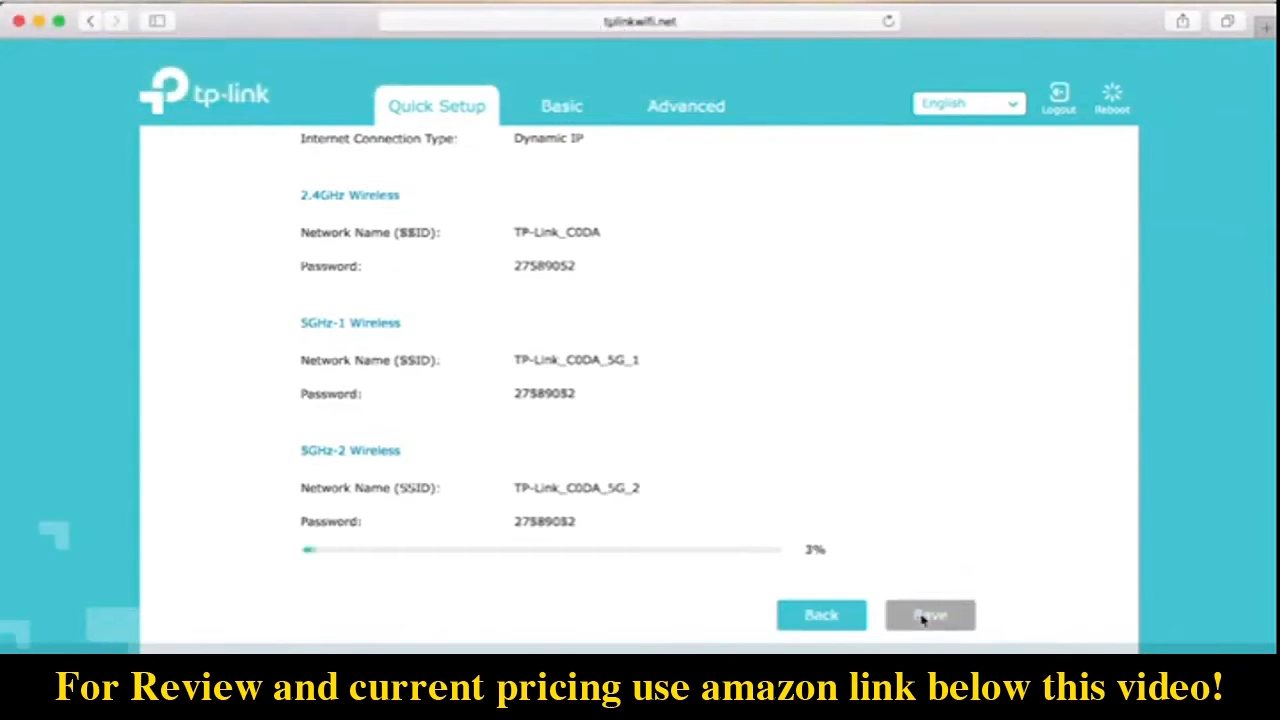 tplinkwifi.net
tp-link
Quick Setup
Basic
Advanced
English
Logout
Reboot
Internet Connection Type: Dynamic IP
2.4GHz Wireless
Network Name (SSID): TP-Link_C0DA
Password: 27589052
5GHz-1 Wireless
Network Name (SSID): TP-Link_C0DA_5G_1
Password: 27589052
5GHz-2 Wireless
Network Name (SSID): TP-Link_C0DA_5G_2
Password: 27589052
3%
Back
Save
For Review and current pricing use amazon link below this video!